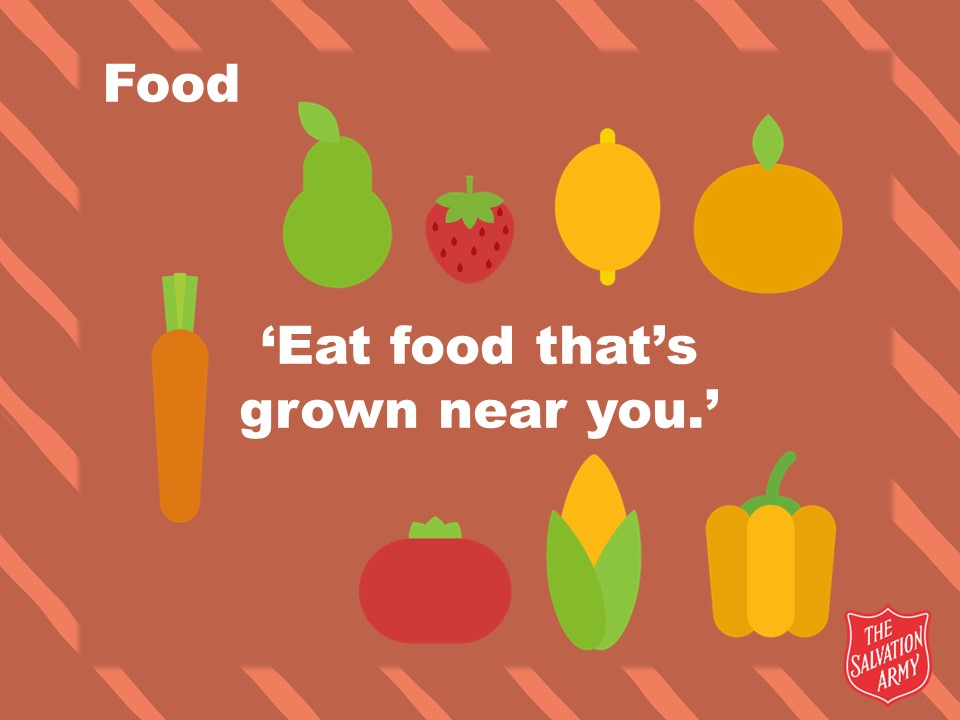 Food
‘Eat food that’s
grown near you.’
THE
SALVATION
ARMY